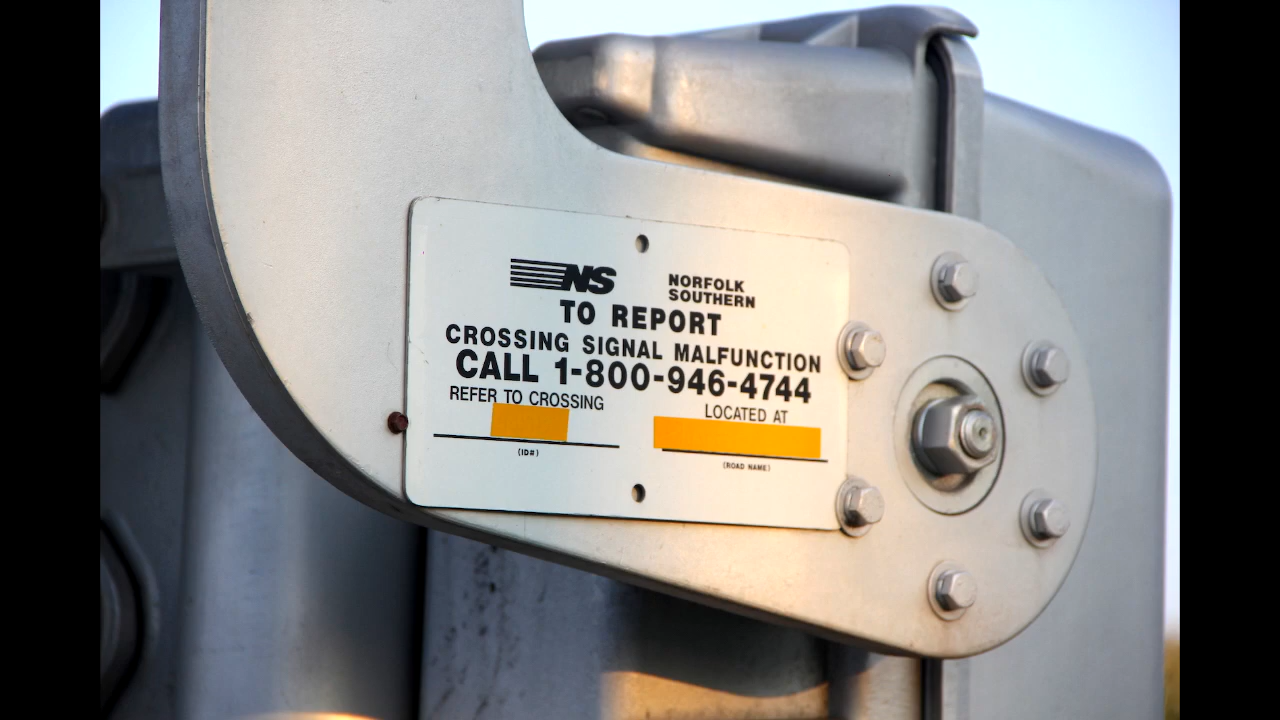 NS NORFOLK
SOUTHERN
TO REPORT
CROSSING SIGNAL MALFUNCTION
CALL 1-800-946-4744
REFER TO CROSSING LOCATED AT
(ID#) (ROAD NAME)